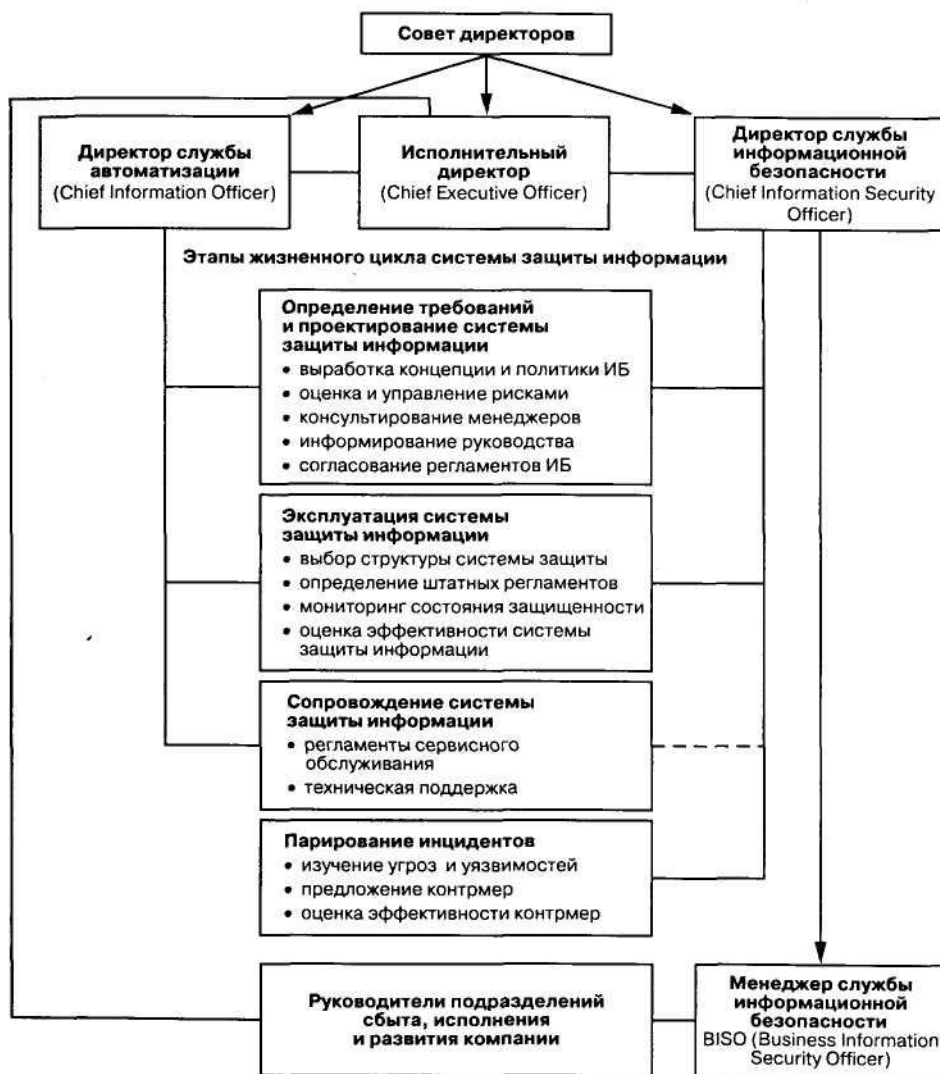 Совет директоров
Директор службы
автоматизации
(Chief Information Officer)
Исполнительный
директор
(Chief Executive Officer)
Директор службы
информационной
безопасности
(Chief Information Security
Officer)
Этапы жизненного цикла системы защиты информации
Определение требований
и проектирование системы
защиты информации
• выработка концепции и политики ИБ
• оценка и управление рисками
• консультирование менеджеров
• информирование руководства
• согласование регламентов ИБ
Эксплуатация системы
защиты информации
• выбор структуры системы защиты
• определение штатных регламентов
• мониторинг состояния защищенности
• оценка эффективности системы
защиты информации
Сопровождение системы
защиты информации
• регламенты сервисного
обслуживания
• техническая поддержка
Парирование инцидентов
• изучение угроз и уязвимостей
• предложение контрмер
• оценка эффективности контрмер
Руководители подразделений
сбыта, исполнения
и развития компании
Менеджер службы
информационной
безопасности
BISO (Business Information
Security Officer)